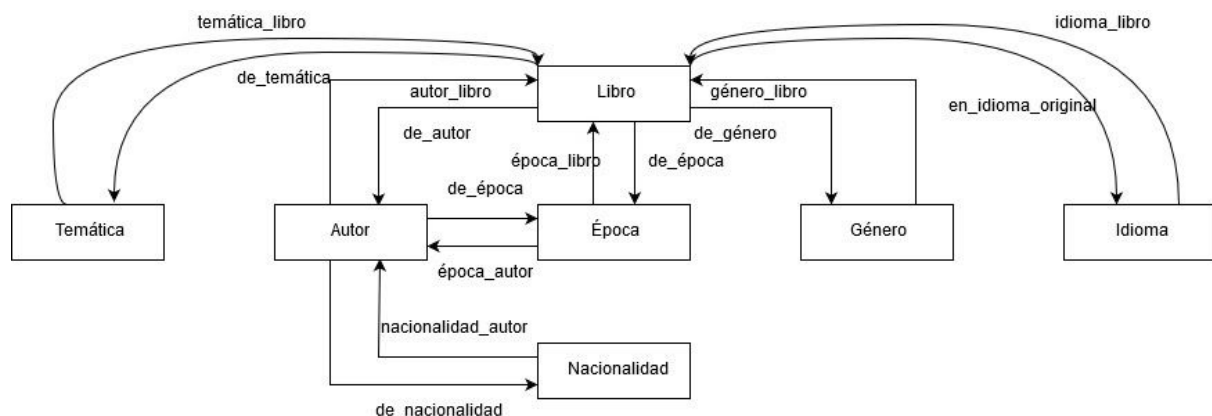 temática_libro
idioma_libro
de_temática
Libro
autor_libro
género_libro
en_idioma_original
de_autor
de_género
época_libro
de_época
de_época
Temática
Autor
Época
Género
Idioma
época_autor
nacionalidad_autor
Nacionalidad
de_nacionalidad